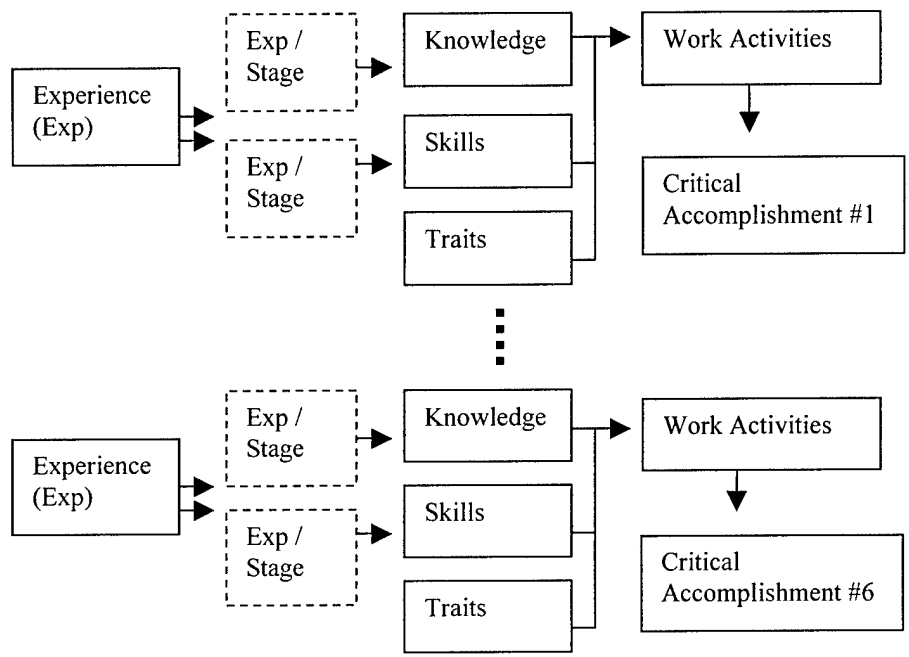 Experience
(Exp)
Exp /
Stage
Exp /
Stage
Knowledge
Skills
Traits
Work Activities
Critical
Accomplishment #1
Experience
(Exp)
Exp /
Stage
Exp /
Stage
Knowledge
Skills
Traits
Work Activities
Critical
Accomplishment #6